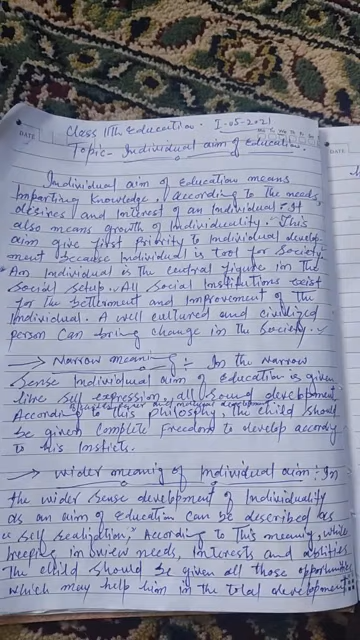 DATE
Class 11th Education. 1-05-2021
Topic- Individual aim of Education.
Individual aim of Education means
Imparting Knowledge. According to the needs,
desires and Interest of an Individual. It
also means growth of Individuality. This
aim give first Priority to Individual develop-
ment because Individual is tool for Society.
An Individual is the central figure in the
Social Setup. All Social Institutions exist
for the betterment and Improvement of the
Individual. A well cultured and civilized
person can bring change in the Society.
→ Narrow meaning:- In the Narrow
Sense Individual aim of Education is given
like Self expression, all Round development
According to This philosophy, The child should
be given complete freedom to develop accordy
to his Instincts.
→ wider meanig of Individual aim:- In
the wider Sense development of Individuality
as an aim of Education can be described as
"Self Realization," According to This meaning while
keeping in view needs, interests and abilities.
The child should be given all those opportunities
which may help him in the total development.
DATE